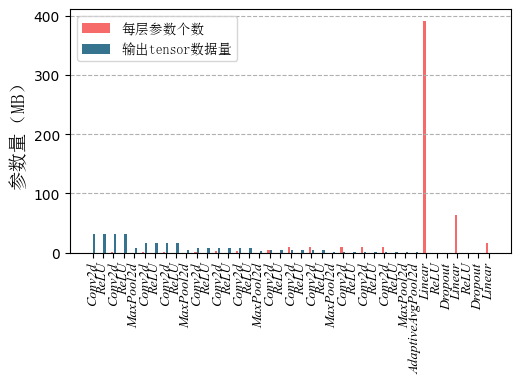 参数量 (MB)
400
300
200
100
0
每层参数个数
输出tensor数据量
Conv2d
ReLU
Conv2d
ReLU
MaxPool2d
Conv2d
ReLU
Conv2d
ReLU
MaxPool2d
Conv2d
ReLU
Conv2d
ReLU
Conv2d
ReLU
MaxPool2d
Conv2d
ReLU
Conv2d
ReLU
Conv2d
ReLU
MaxPool2d
Conv2d
ReLU
Conv2d
ReLU
Conv2d
ReLU
MaxPool2d
AdaptiveAvgPool2d
Linear
ReLU
Dropout
Linear
ReLU
Dropout
Linear